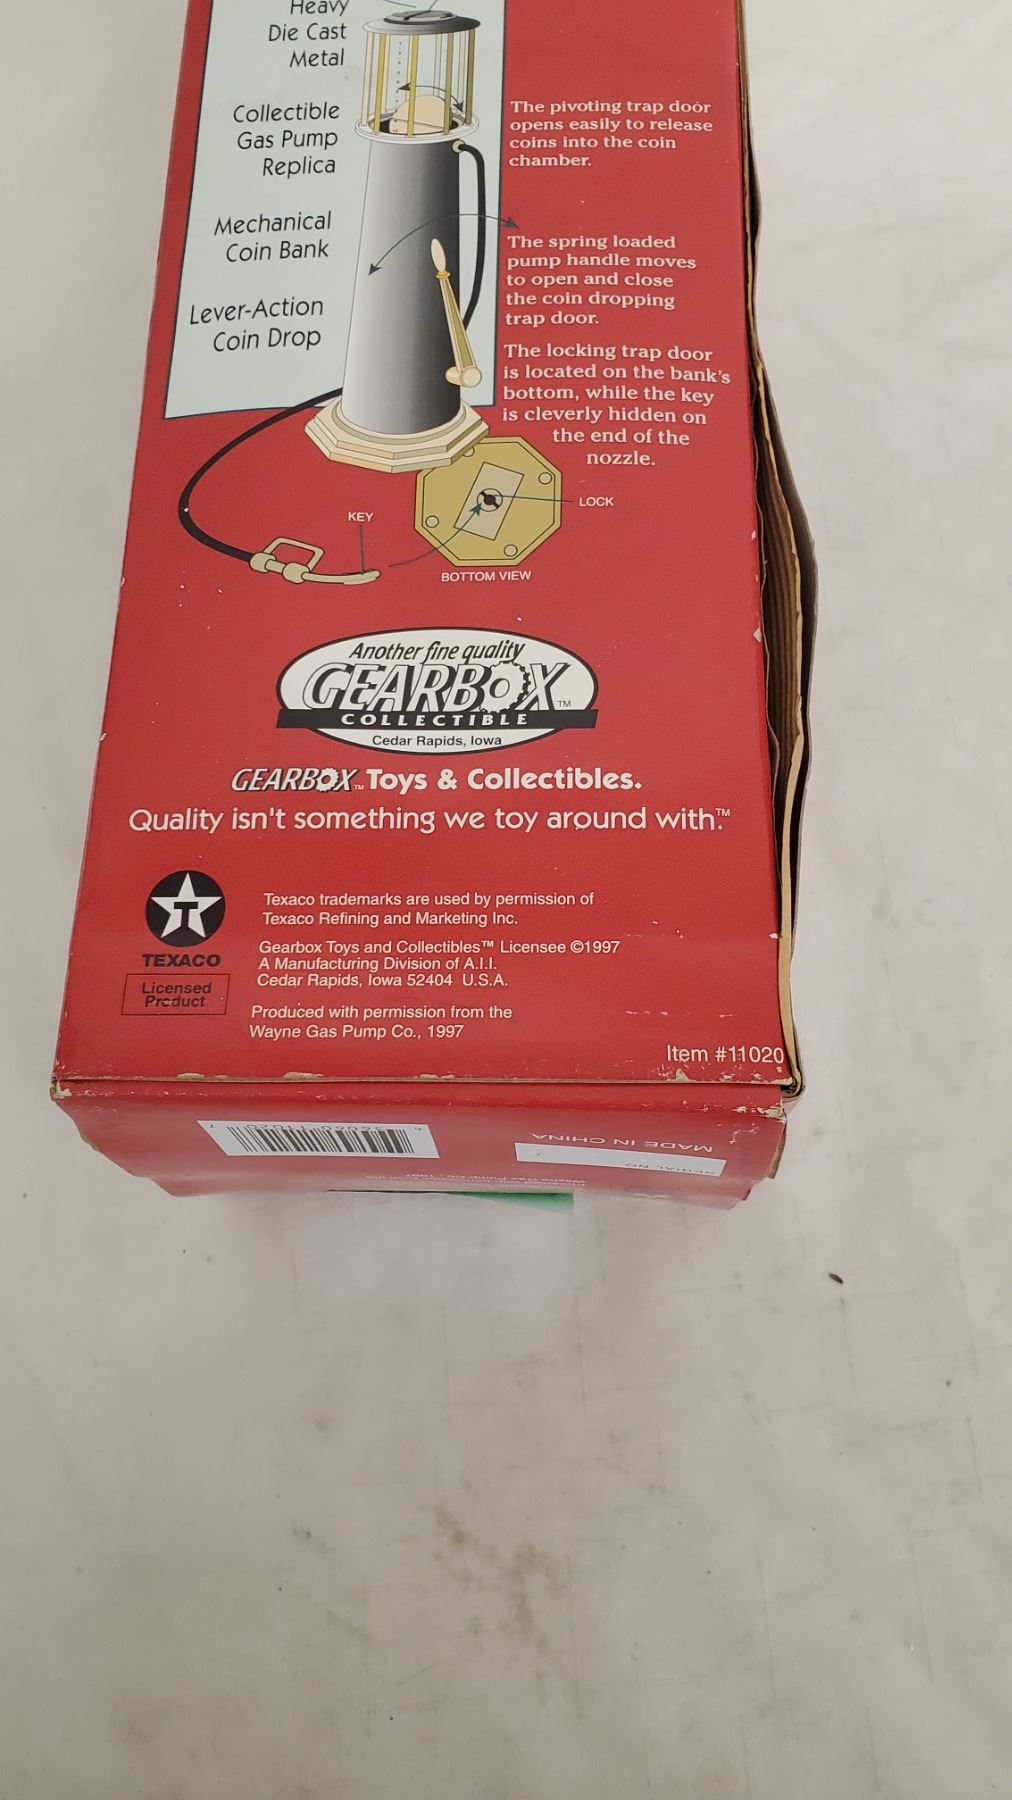 Heavy
Die Cast
Metal
Collectible
Gas Pump
Replica
Mechanical
Coin Bank
Lever-Action
Coin Drop
The pivoting trap door
opens easily to release
coins into the coin
chamber.
The spring loaded
pump handle moves
to open and close
the coin dropping
trap door.
The locking trap door
is located on the bank's
bottom, while the key
is cleverly hidden on
the end of the
nozzle.
LOCK
KEY
BOTTOM VIEW
Another fine quality
GEARBOX™
COLLECTIBLE
Cedar Rapids, Iowa
GEARBOX™ Toys & Collectibles.
Quality isn't something we toy around with.™
T
TEXACO
Licensed
Product
Texaco trademarks are used by permission of
Texaco Refining and Marketing Inc.
Gearbox Toys and Collectibles™ Licensee ©1997
A Manufacturing Division of A.I.I.
Cedar Rapids, Iowa 52404 U.S.A.
Produced with permission from the
Wayne Gas Pump Co., 1997
Item #11020
MADE IN CHINA
SERIAL NO